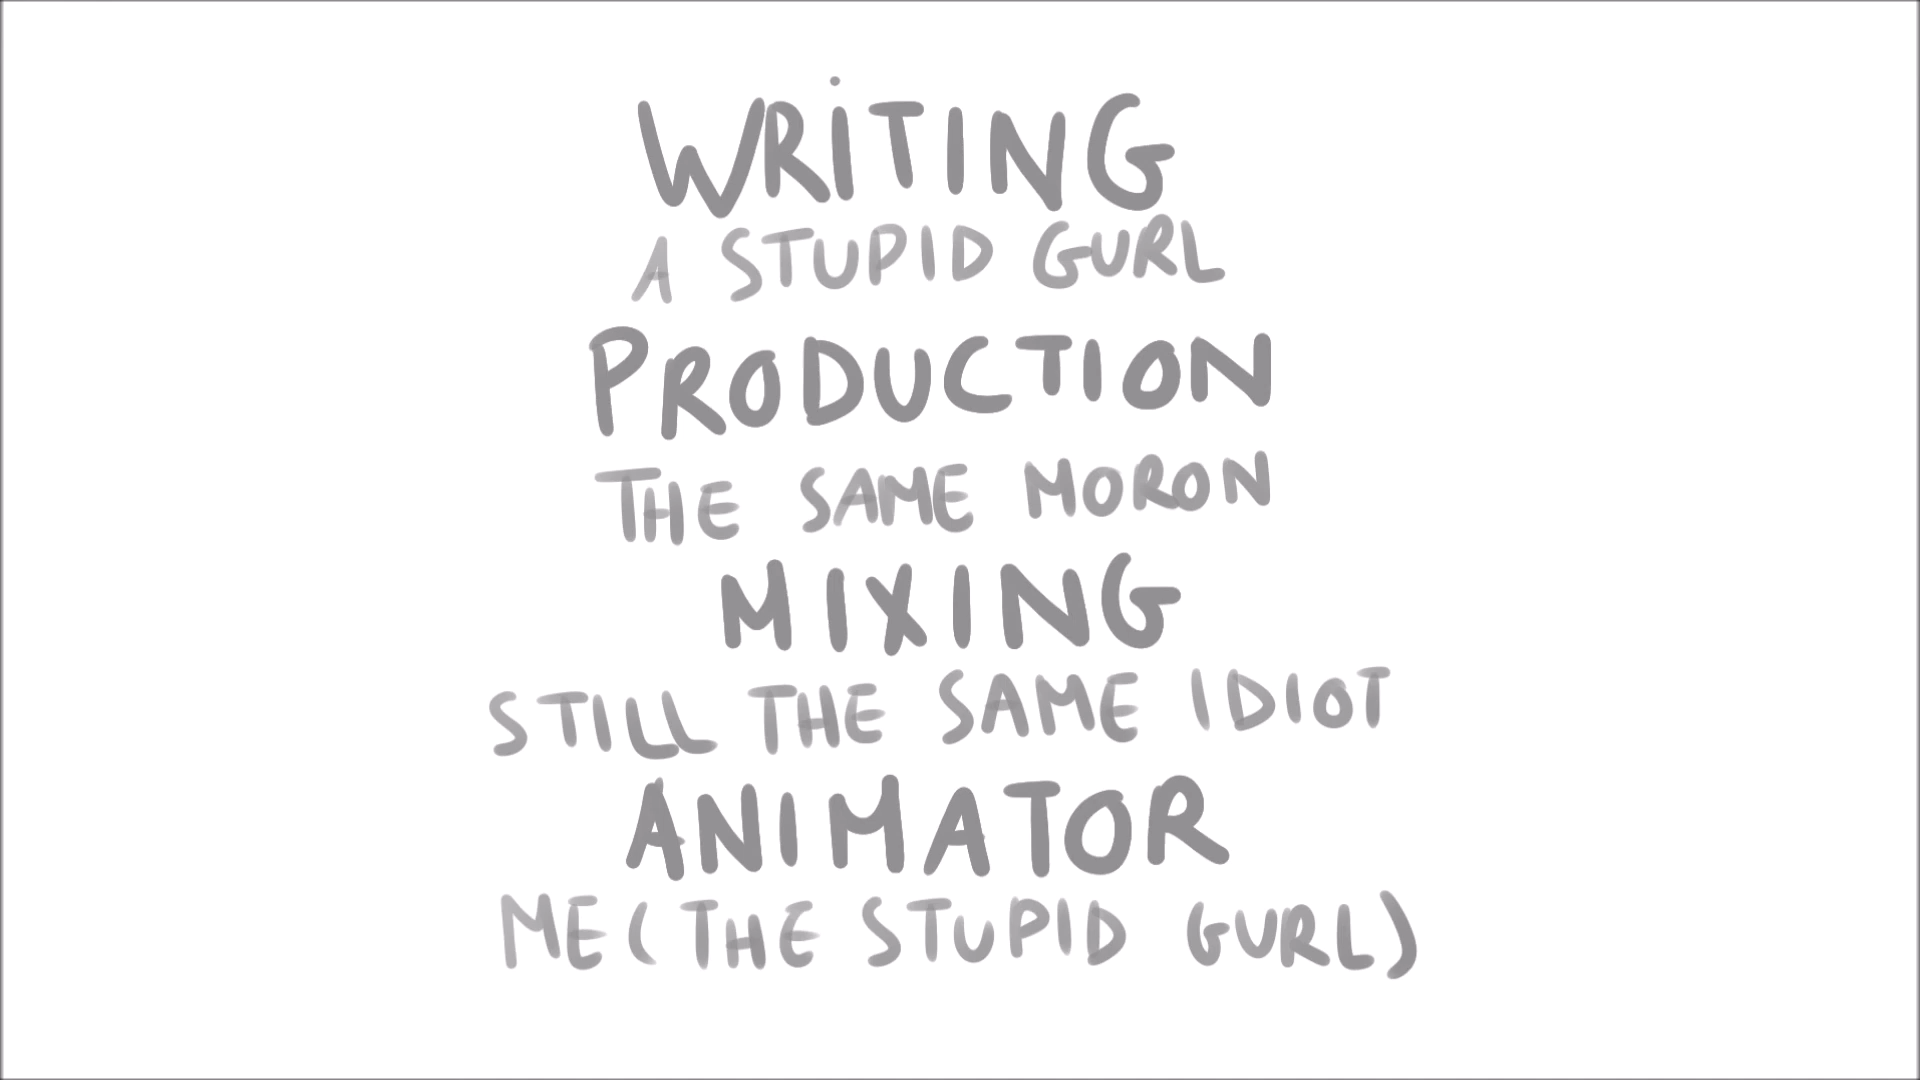 WRITING
A STUPID GURL
PRODUCTION
THE SAME MORON
MIXING
STILL THE SAME IDIOT
ANIMATOR
ME (THE STUPID GURL)